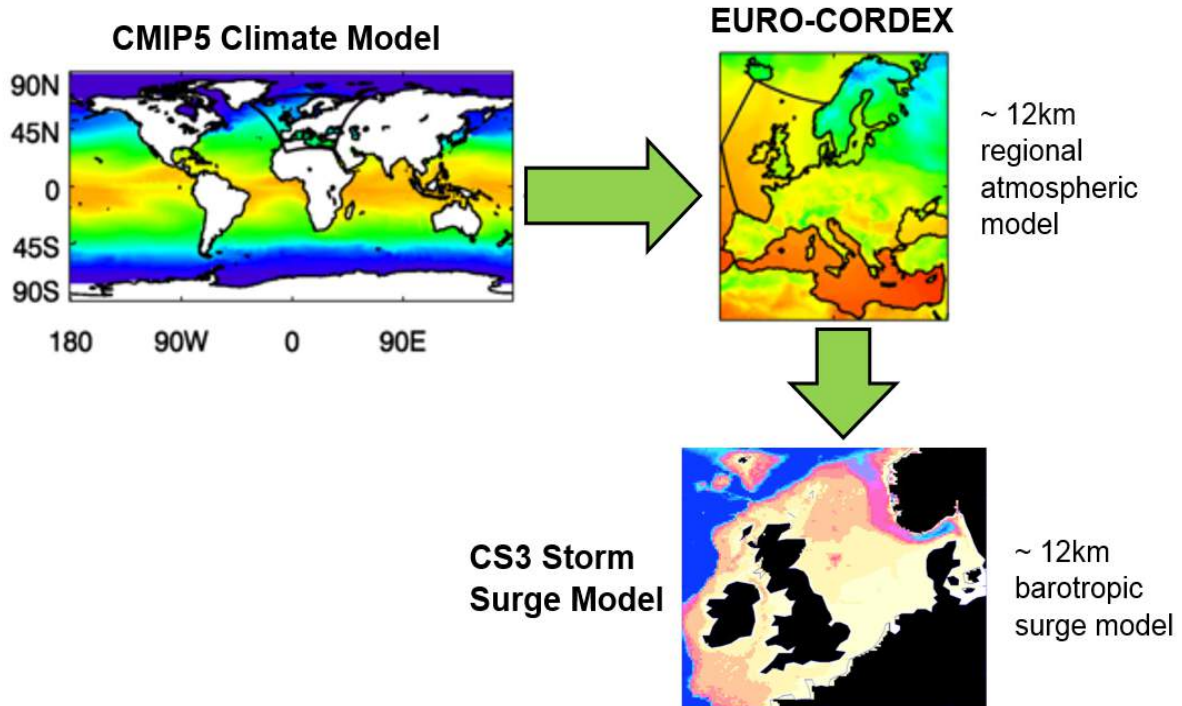 CMIP5 Climate Model
EURO-CORDEX
90N
45N
0
45S
90S
180 90W 0 90E
~ 12km
regional
atmospheric
model
CS3 Storm
Surge Model
~ 12km
barotropic
surge model